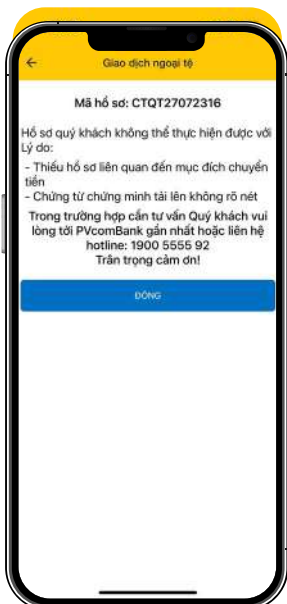 Giao dịch ngoại tệ
Mã hồ sơ: CTQT27072316
Hồ sơ quý khách không thể thực hiện được với
Lý do:
- Thiếu hồ sơ liên quan đến mục đích chuyển
tiền
- Chứng từ chứng minh tải lên không rõ nét
Trong trường hợp cần tư vấn Quý khách vui
lòng tới PVcomBank gần nhất hoặc liên hệ
hotline: 1900 5555 92
Trân trọng cảm ơn!
ĐÓNG